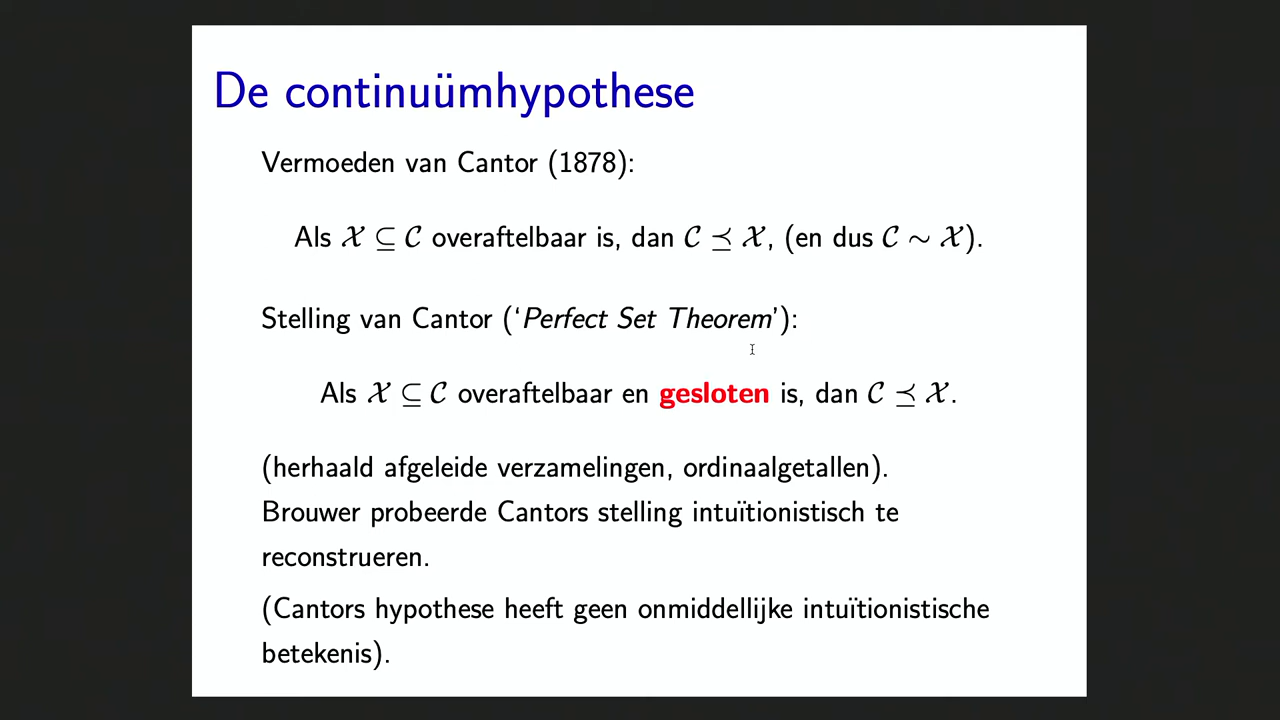 De continuümhypothese
Vermoeden van Cantor (1878):
Als 𝒳 ⊆ 𝒞 overaftelbaar is, dan 𝒞 ⪯ 𝒳, (en dus 𝒞 ∼ 𝒳).
Stelling van Cantor (‘Perfect Set Theorem’):
Als 𝒳 ⊆ 𝒞 overaftelbaar en gesloten is, dan 𝒞 ⪯ 𝒳.
(herhaald afgeleide verzamelingen, ordinaalgetallen).
Brouwer probeerde Cantors stelling intuïtionistisch te
reconstrueren.
(Cantors hypothese heeft geen onmiddellijke intuïtionistische
betekenis).